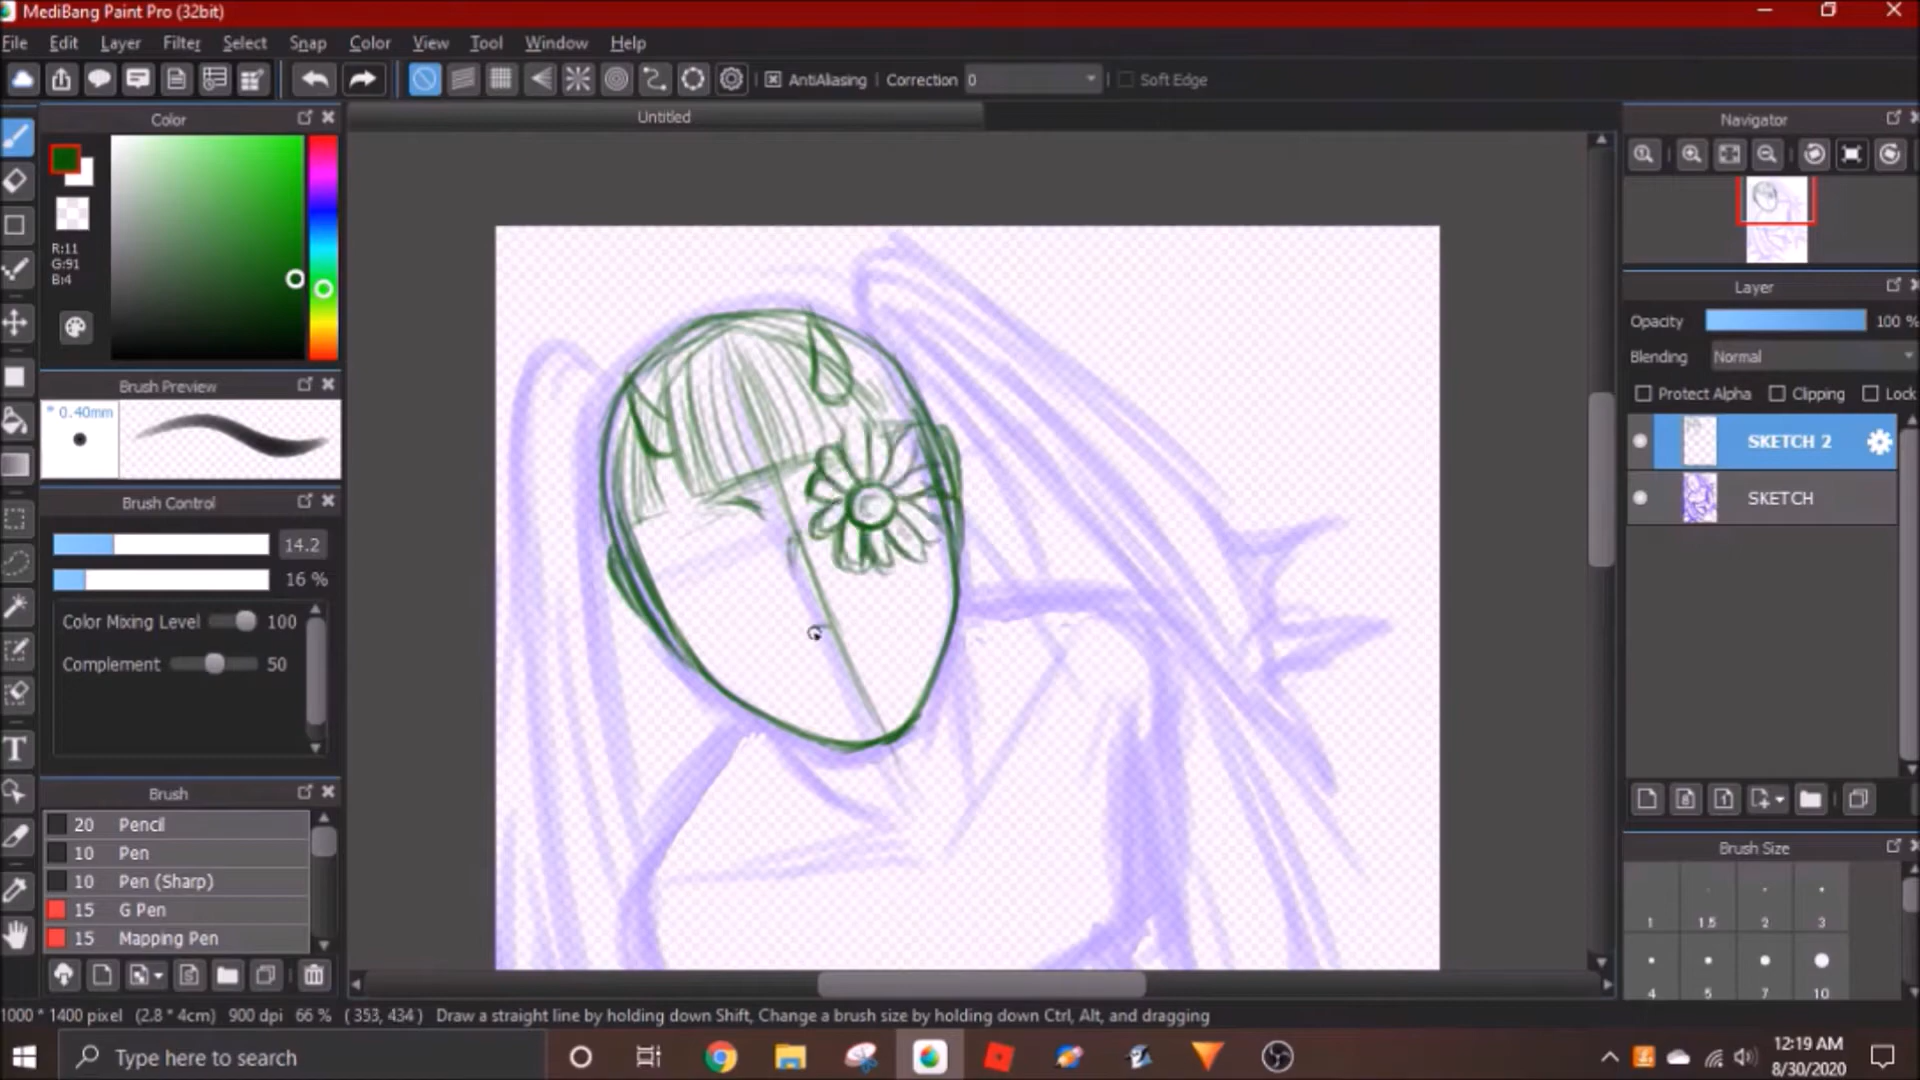 MediBang Paint Pro (32bit)
File Edit Layer Filter Select Snap Color View Tool Window Help
AntiAliasing Correction 0 Soft Edge
Color
Untitled
Navigator
R:11
G:91
B:4
Layer
Opacity 100 %
Blending Normal
Protect Alpha Clipping Lock
Brush Preview
* 0.40mm
SKETCH 2
SKETCH
Brush Control
14.2
16 %
Color Mixing Level 100
Complement 50
Brush
20 Pencil
10 Pen
10 Pen (Sharp)
15 G Pen
15 Mapping Pen
Brush Size
1 1.5 2 3
4 5 7 10
1000 * 1400 pixel (2.8 * 4cm) 900 dpi 66 % ( 353, 434 ) Draw a straight line by holding down Shift, Change a brush size by holding down Ctrl, Alt, and dragging
Type here to search
12:19 AM
8/30/2020